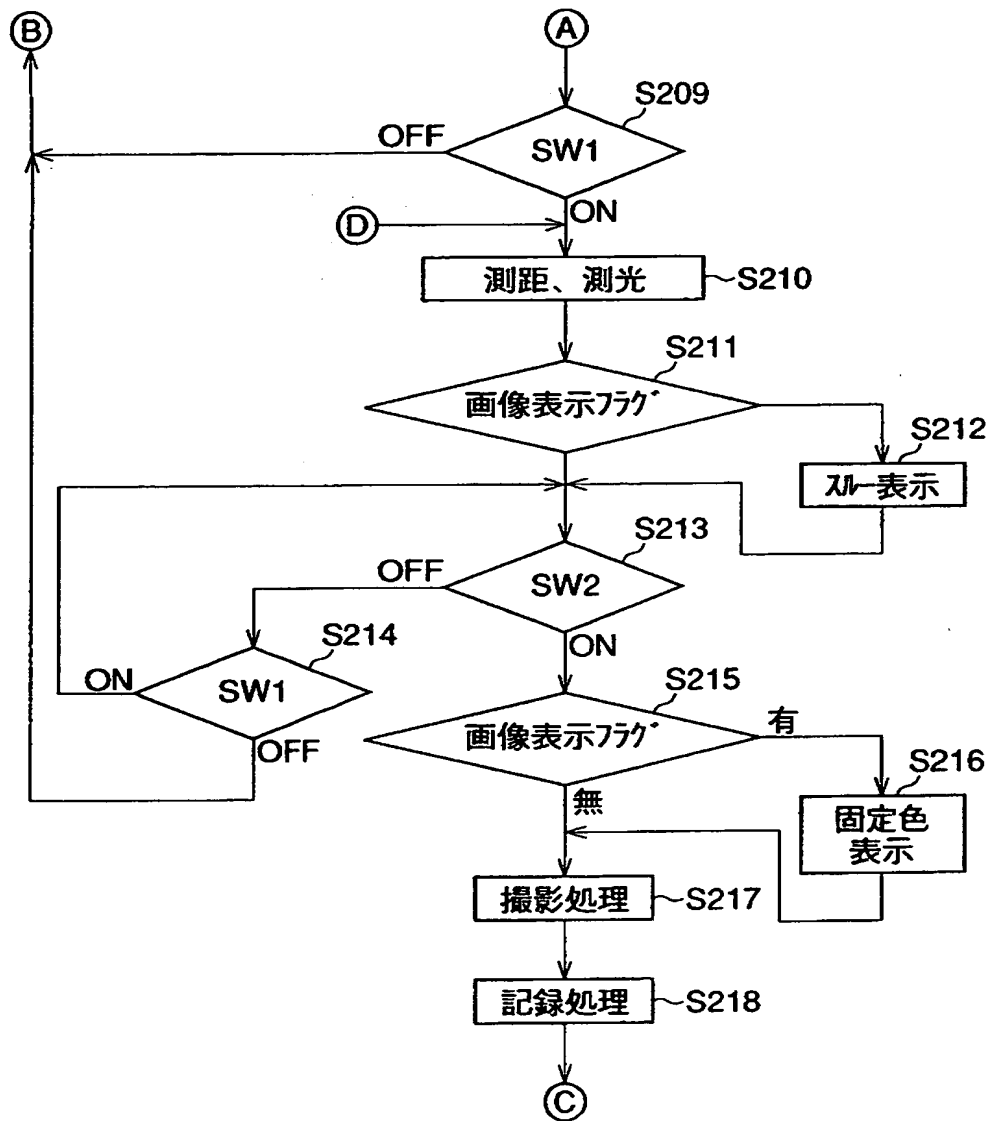 B
A
S209
OFF
SW1
ON
D
測距、測光
S210
S211
画像表示ﾌﾗｸﾞ
S212
ｽﾙー表示
S213
OFF
SW2
ON
S214
ON
SW1
OFF
S215
画像表示ﾌﾗｸﾞ
有
S216
固定色
表示
無
撮影処理
S217
記録処理
S218
C